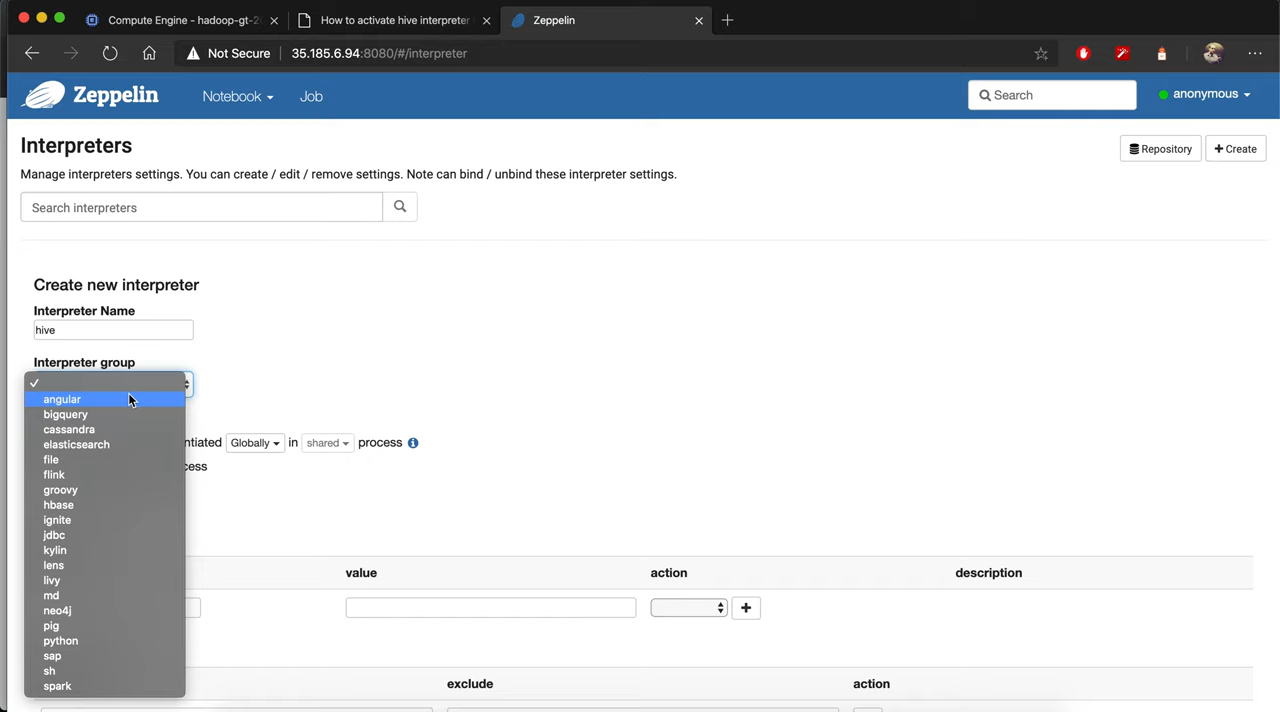 Compute Engine - hadoop-gt-2
How to activate hive interpreter
Zeppelin
Not Secure
35.185.6.94:8080/#/interpreter
Zeppelin
Notebook
Job
Search
anonymous
Interpreters
Repository
Create
Manage interpreters settings. You can create / edit / remove settings. Note can bind / unbind these interpreter settings.
Search interpreters
Create new interpreter
Interpreter Name
hive
Interpreter group
angular
bigquery
cassandra
elasticsearch
ntiated Globally in shared process
file
cess
flink
groovy
hbase
ignite
jdbc
kylin
lens
value
action
description
livy
md
neo4j
pig
python
sap
sh
spark
exclude
action